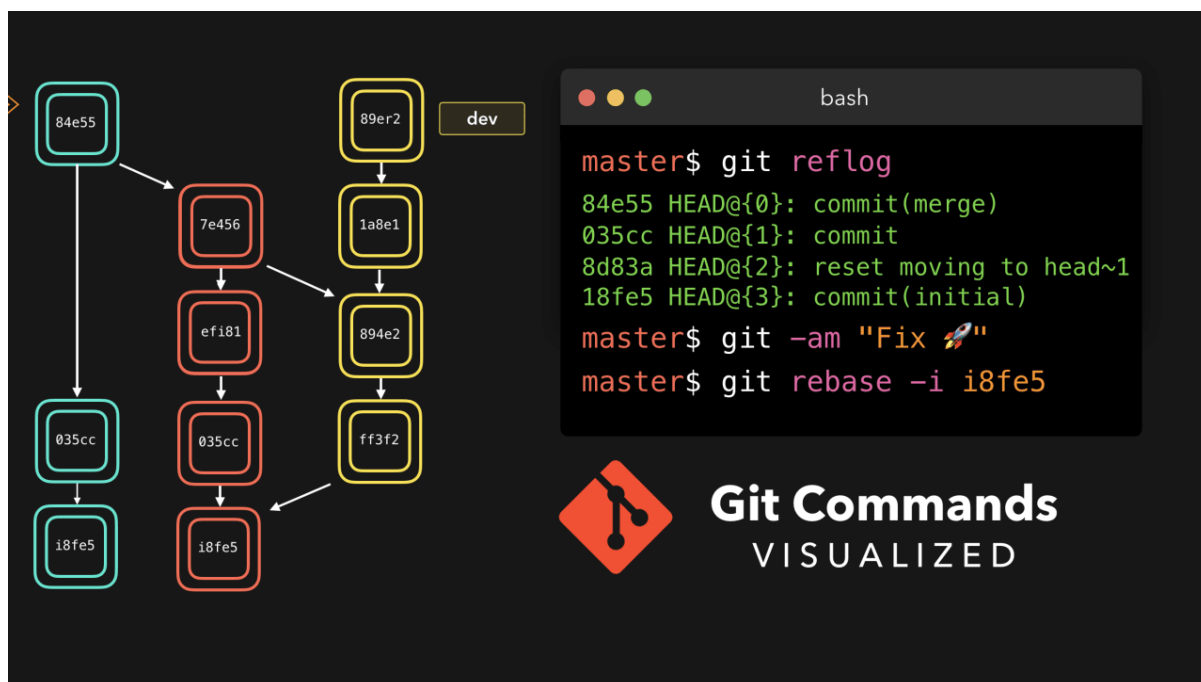 84e55
7e456
efi81
035cc
i8fe5
035cc
i8fe5
89er2
dev
1a8e1
894e2
ff3f2
bash
master$ git reflog
84e55 HEAD@{0}: commit(merge)
035cc HEAD@{1}: commit
8d83a HEAD@{2}: reset moving to head~1
18fe5 HEAD@{3}: commit(initial)
master$ git -am "Fix 🚀"
master$ git rebase -i i8fe5
Git Commands
VISUALIZED